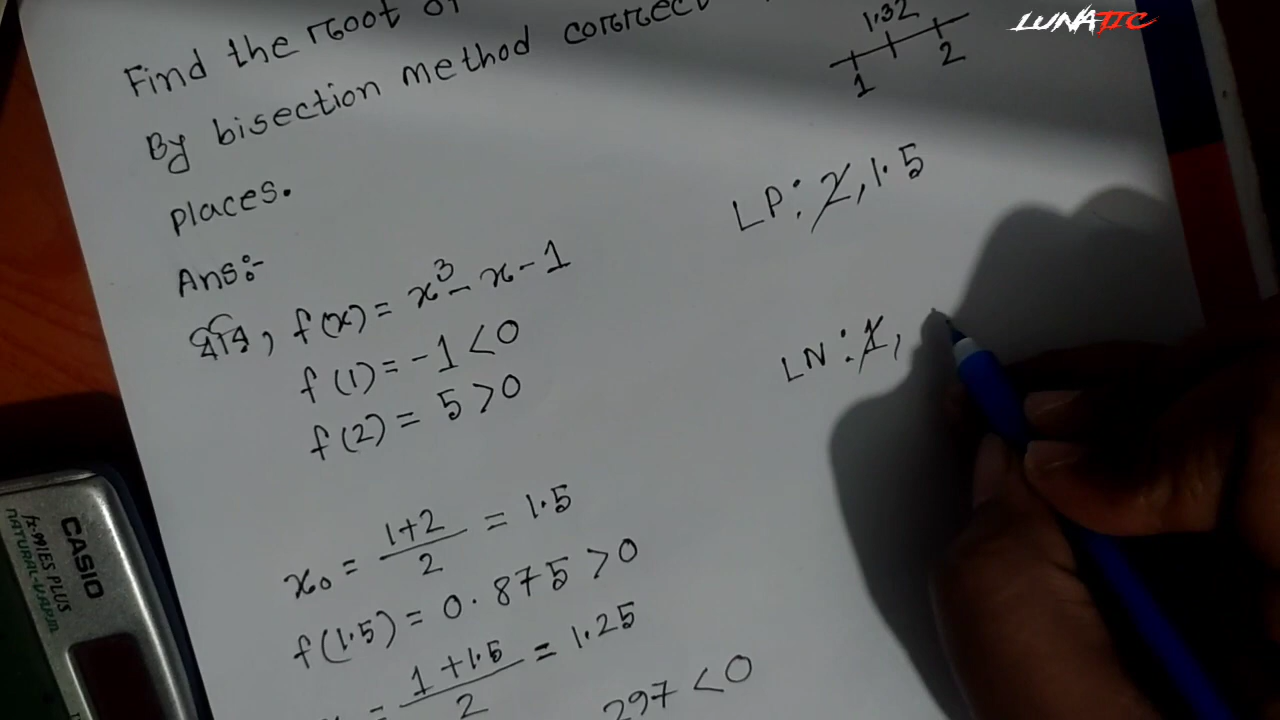 Find the root of
By bisection method correct
places.
Ans:-
ধরি, f(x) = x³ - x - 1
f(1) = -1 < 0
f(2) = 5 > 0
x₀ = 1+2/2 = 1.5
f(1.5) = 0.875 > 0
= 1+1.5/2 = 1.25
297 < 0
1.32
1 2
LP: 2, 1.5
LN: 1,
LUNATIC
CASIO
fx-991ES PLUS
NATURAL-V.P.A.M.